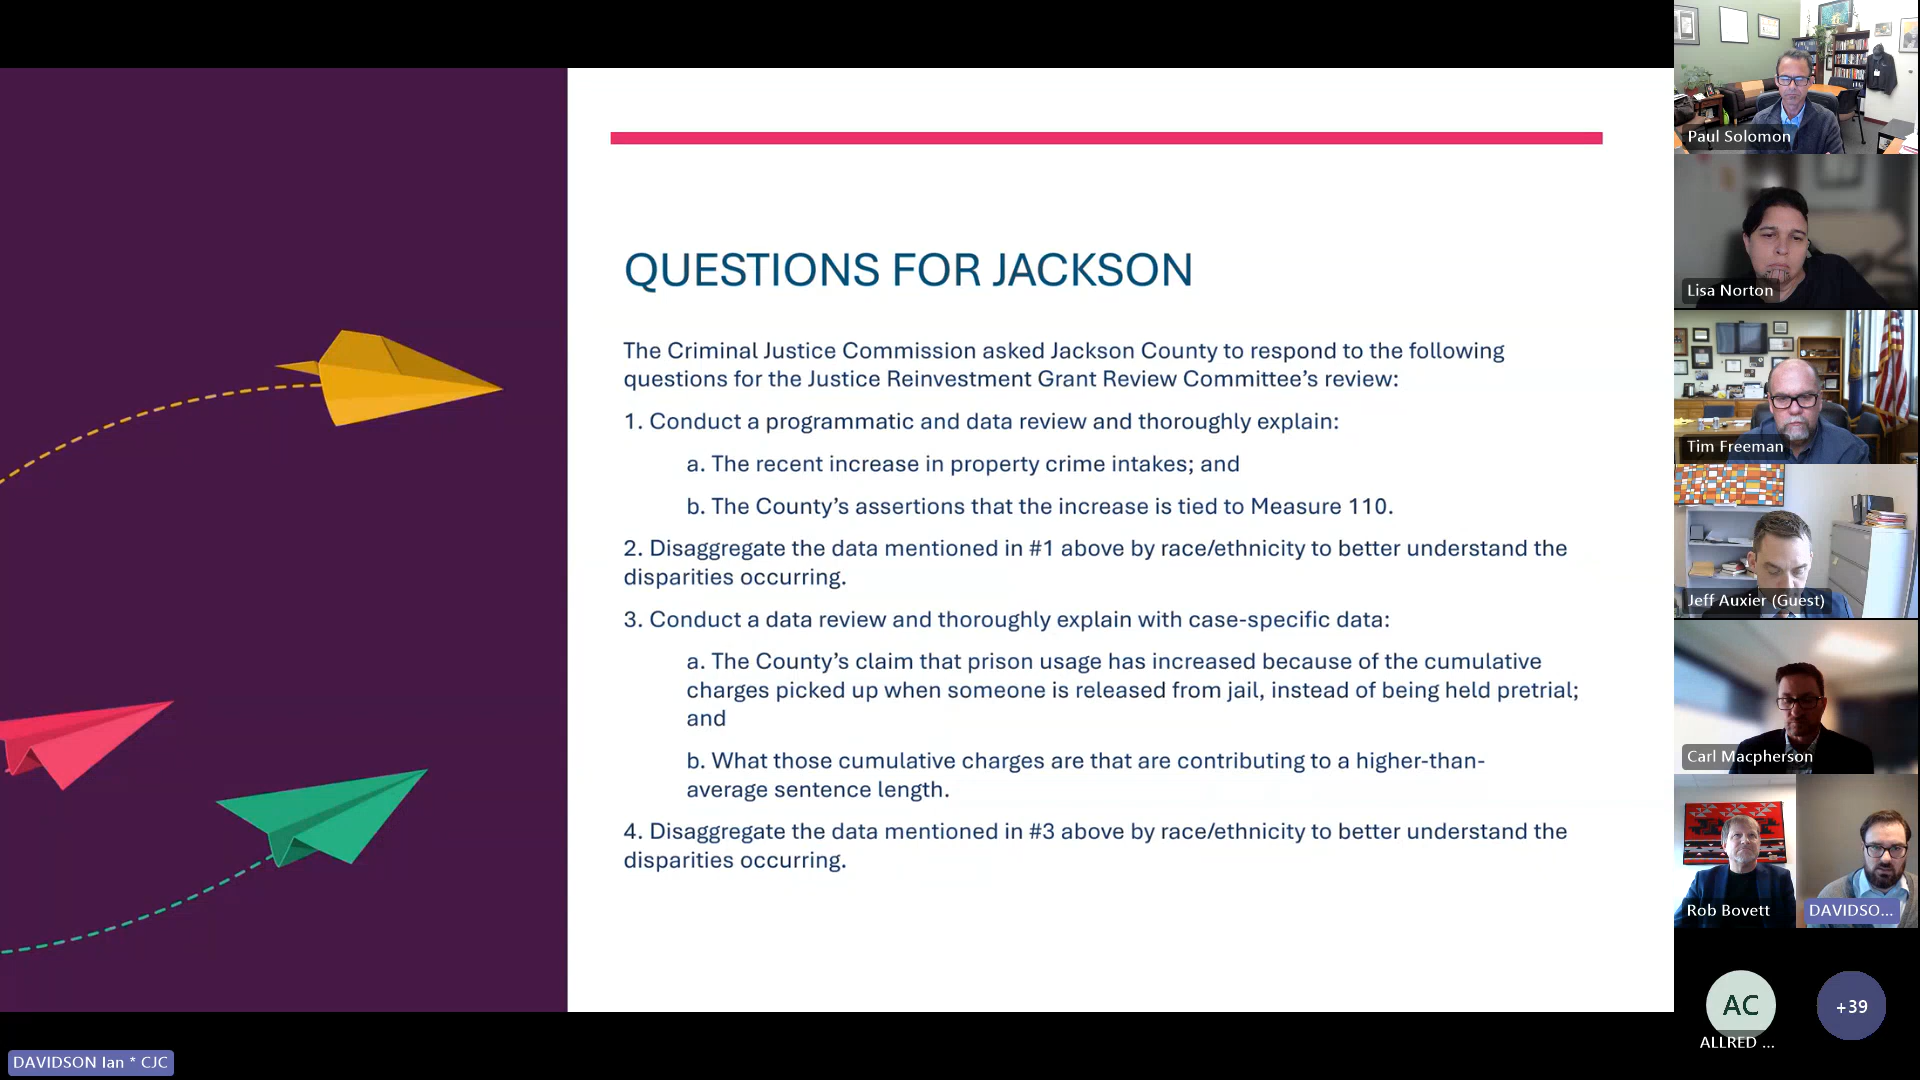 QUESTIONS FOR JACKSON
The Criminal Justice Commission asked Jackson County to respond to the following
questions for the Justice Reinvestment Grant Review Committee’s review:
1. Conduct a programmatic and data review and thoroughly explain:
a. The recent increase in property crime intakes; and
b. The County’s assertions that the increase is tied to Measure 110.
2. Disaggregate the data mentioned in #1 above by race/ethnicity to better understand the
disparities occurring.
3. Conduct a data review and thoroughly explain with case-specific data:
a. The County’s claim that prison usage has increased because of the cumulative
charges picked up when someone is released from jail, instead of being held pretrial;
and
b. What those cumulative charges are that are contributing to a higher-than-
average sentence length.
4. Disaggregate the data mentioned in #3 above by race/ethnicity to better understand the
disparities occurring.
DAVIDSON Ian * CJC
Paul Solomon
Lisa Norton
Tim Freeman
Jeff Auxier (Guest)
Carl Macpherson
Rob Bovett
DAVIDSO...
AC
ALLRED ...
+39